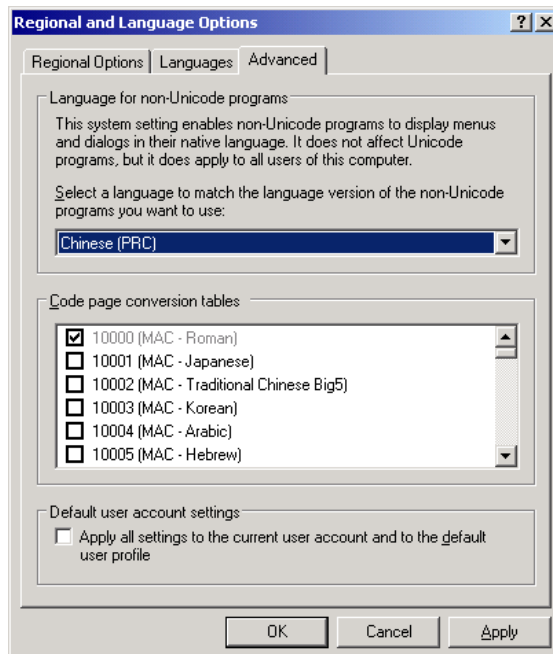 Regional and Language Options
Regional Options
Languages
Advanced
Language for non-Unicode programs
This system setting enables non-Unicode programs to display menus
and dialogs in their native language. It does not affect Unicode
programs, but it does apply to all users of this computer.
Select a language to match the language version of the non-Unicode
programs you want to use:
Chinese (PRC)
Code page conversion tables
10000 (MAC - Roman)
10001 (MAC - Japanese)
10002 (MAC - Traditional Chinese Big5)
10003 (MAC - Korean)
10004 (MAC - Arabic)
10005 (MAC - Hebrew)
Default user account settings
Apply all settings to the current user account and to the default
user profile
OK
Cancel
Apply